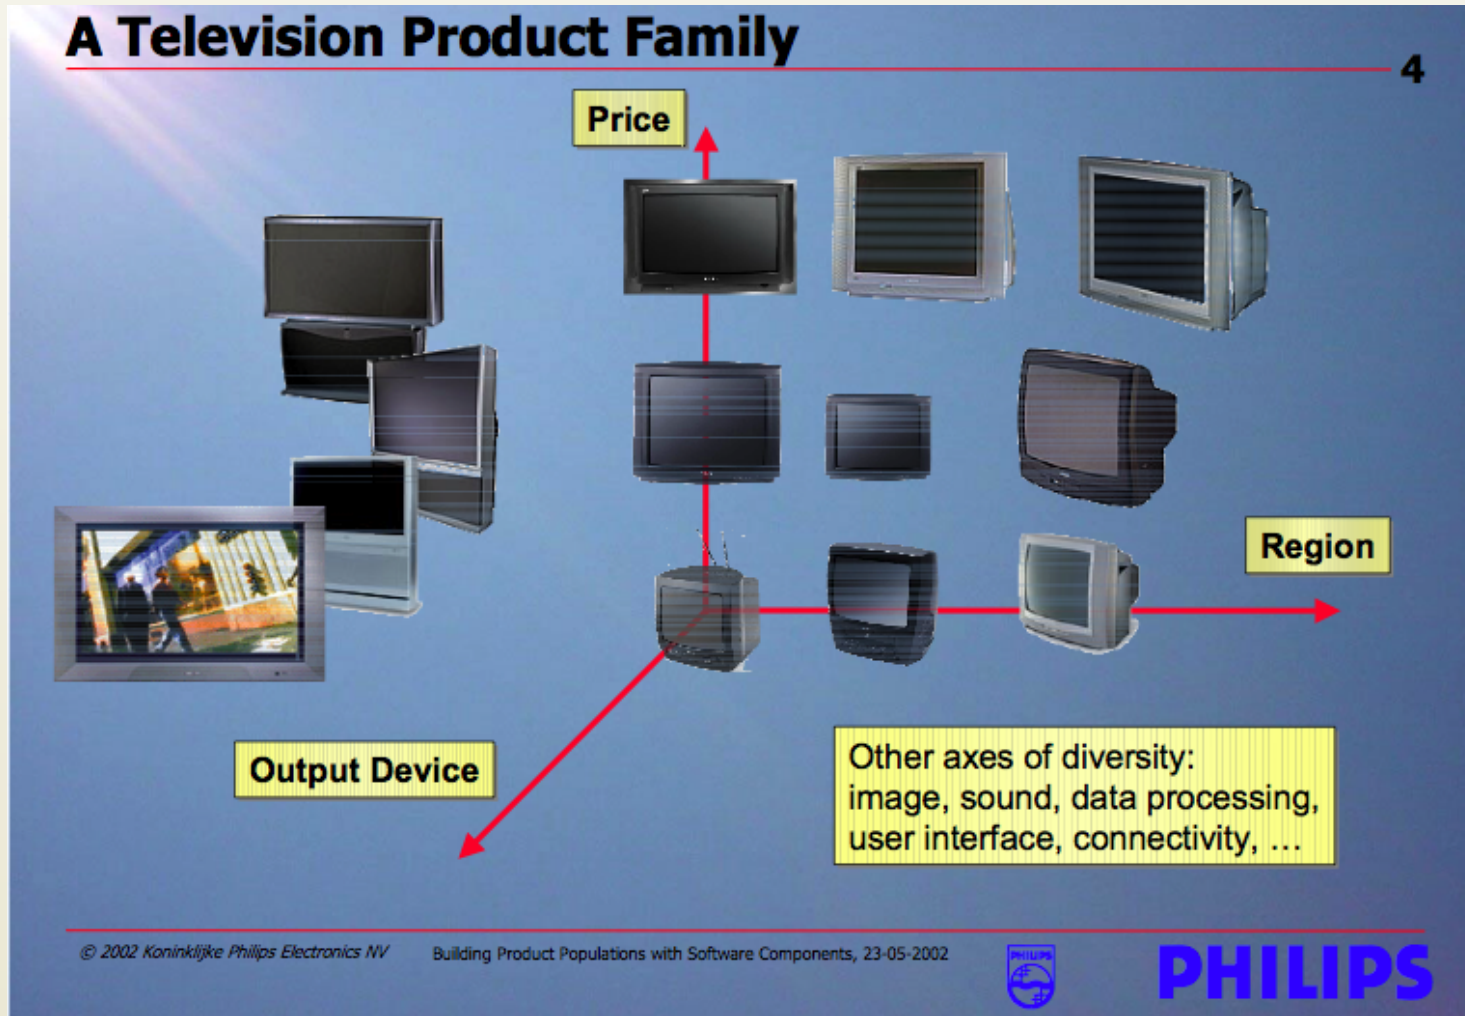 A Television Product Family
4
Price
Region
Output Device
Other axes of diversity:
image, sound, data processing,
user interface, connectivity, …
© 2002 Koninklijke Philips Electronics NV
Building Product Populations with Software Components, 23-05-2002
PHILIPS
PHILIPS